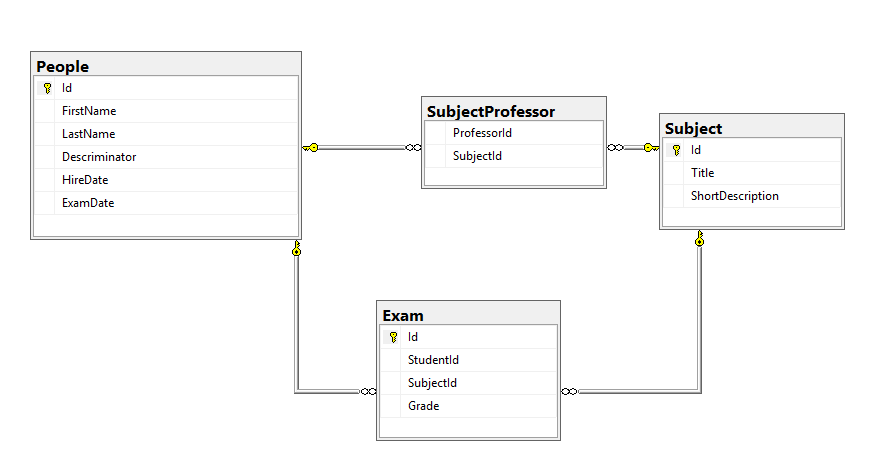 People
Id
FirstName
LastName
Descriminator
HireDate
ExamDate
SubjectProfessor
ProfessorId
SubjectId
Subject
Id
Title
ShortDescription
Exam
Id
StudentId
SubjectId
Grade